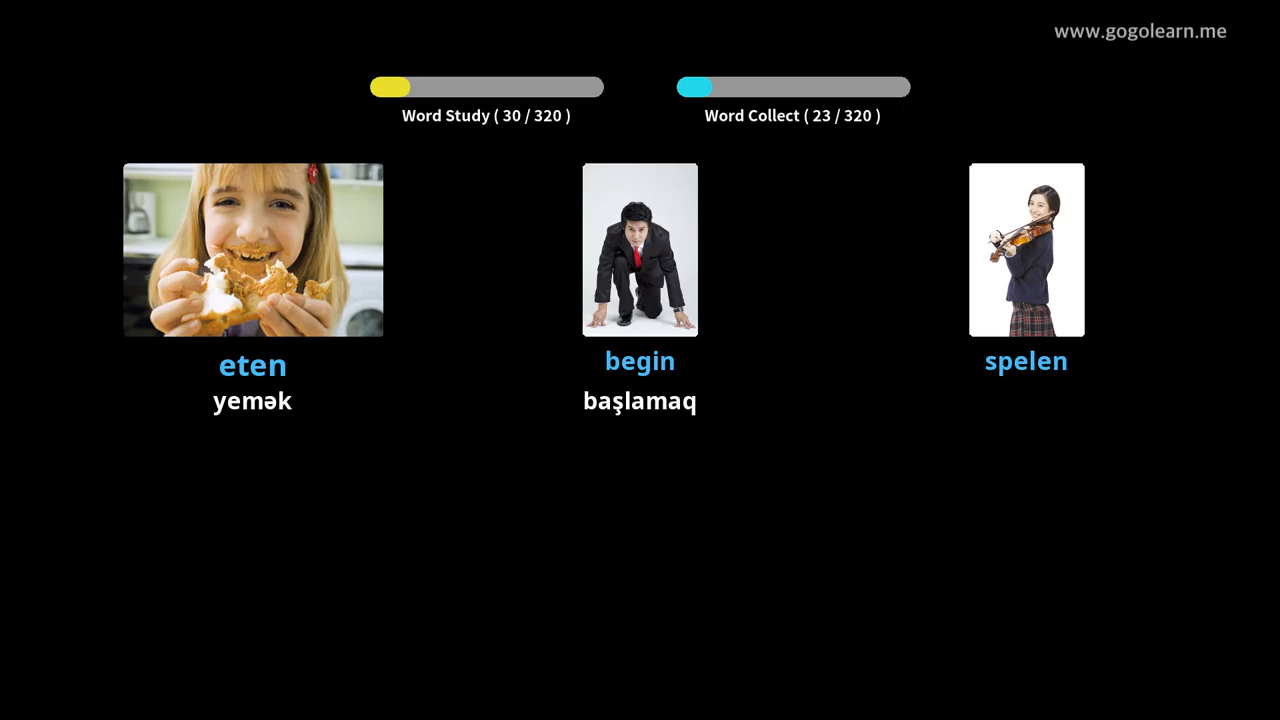 www.gogolearn.me
Word Study ( 30 / 320 )
Word Collect ( 23 / 320 )
eten
yemək
begin
başlamaq
spelen